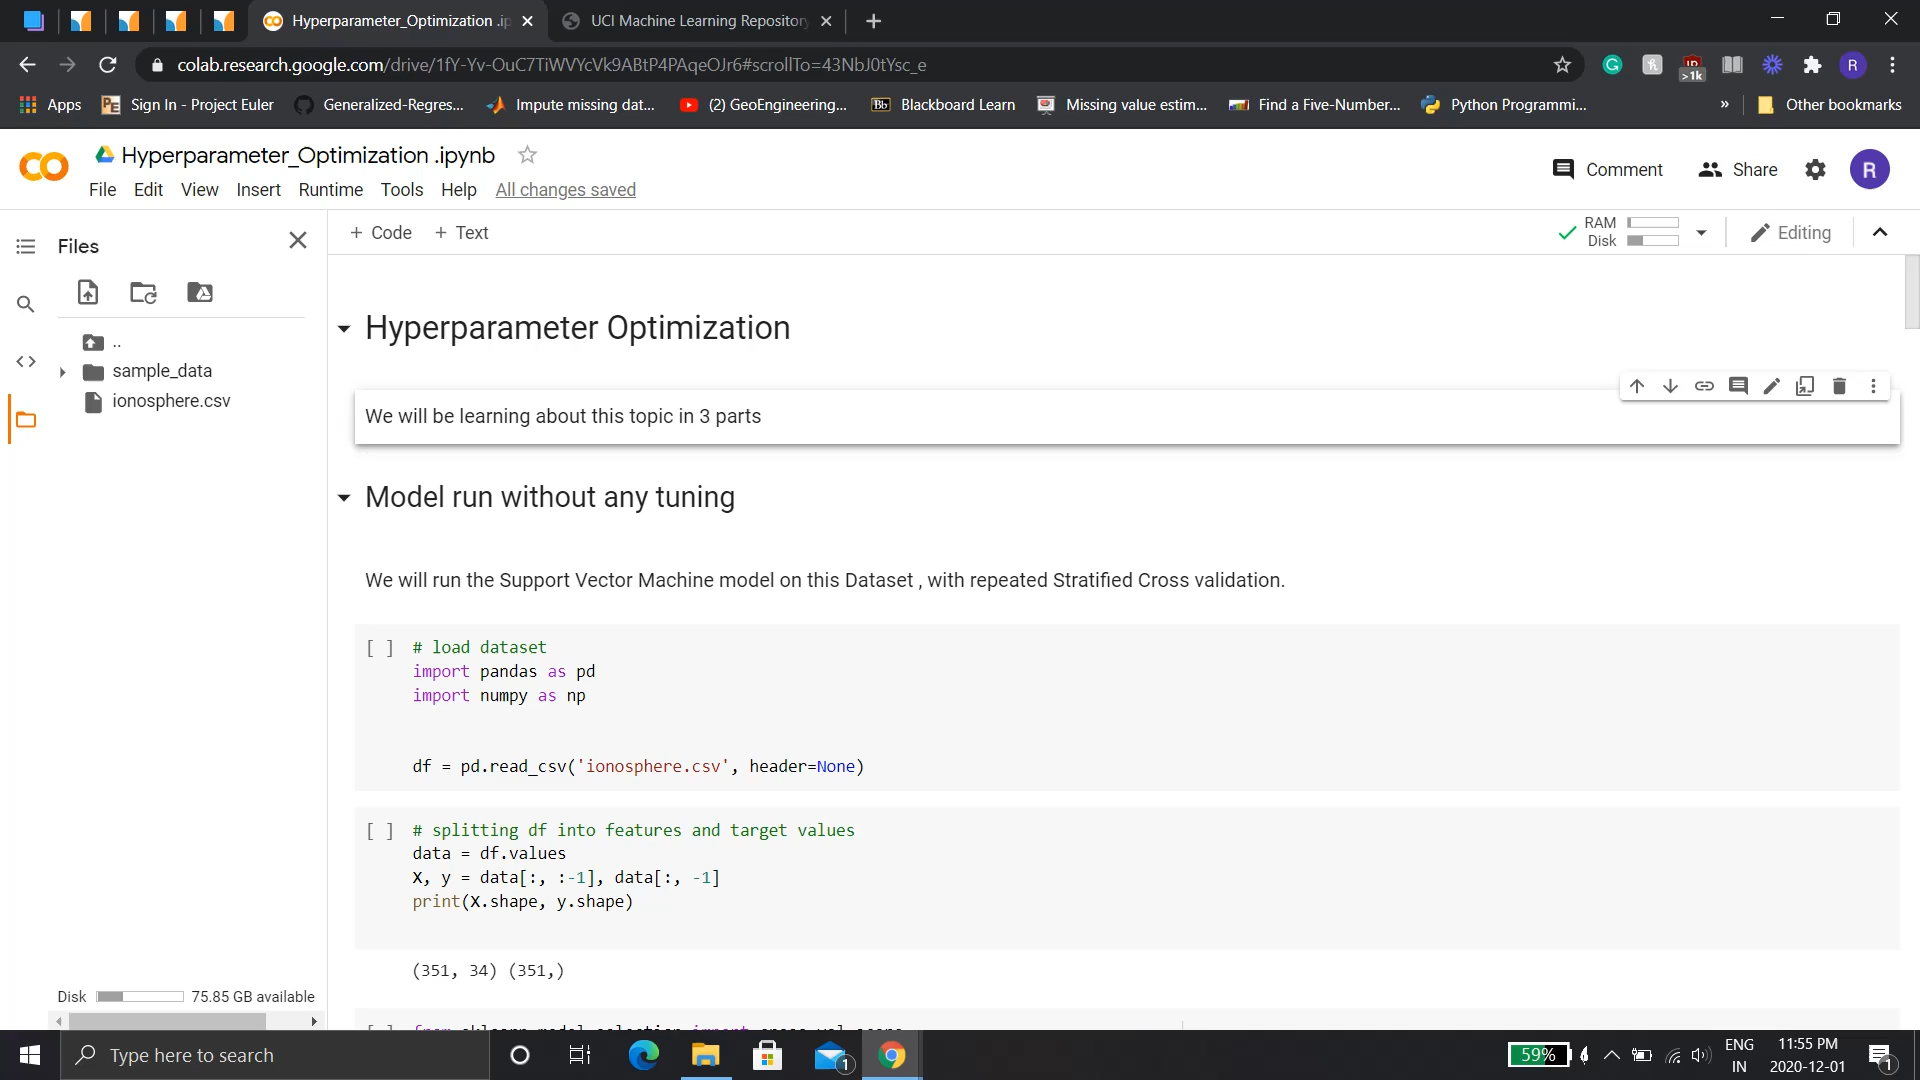 Hyperparameter_Optimization .ip
UCI Machine Learning Repository
colab.research.google.com/drive/1fY-Yv-OuC7TiWVYcVk9ABtP4PAqeOJr6#scrollTo=43NbJ0tYsc_e
>1k
R
Apps
Sign In - Project Euler
Generalized-Regres...
Impute missing dat...
(2) GeoEngineering...
Bb
Blackboard Learn
Missing value estim...
Find a Five-Number...
Python Programmi...
»
Other bookmarks
Hyperparameter_Optimization .ipynb
Comment
Share
R
File Edit View Insert Runtime Tools Help All changes saved
Files
+ Code + Text
RAM
Disk
Editing
..
sample_data
ionosphere.csv
Hyperparameter Optimization
We will be learning about this topic in 3 parts
Model run without any tuning
We will run the Support Vector Machine model on this Dataset , with repeated Stratified Cross validation.
[ ] # load dataset
import pandas as pd
import numpy as np
df = pd.read_csv('ionosphere.csv', header=None)
[ ] # splitting df into features and target values
data = df.values
X, y = data[:, :-1], data[:, -1]
print(X.shape, y.shape)
(351, 34) (351,)
Disk 75.85 GB available
Type here to search
1
59%
ENG
IN
11:55 PM
2020-12-01
1